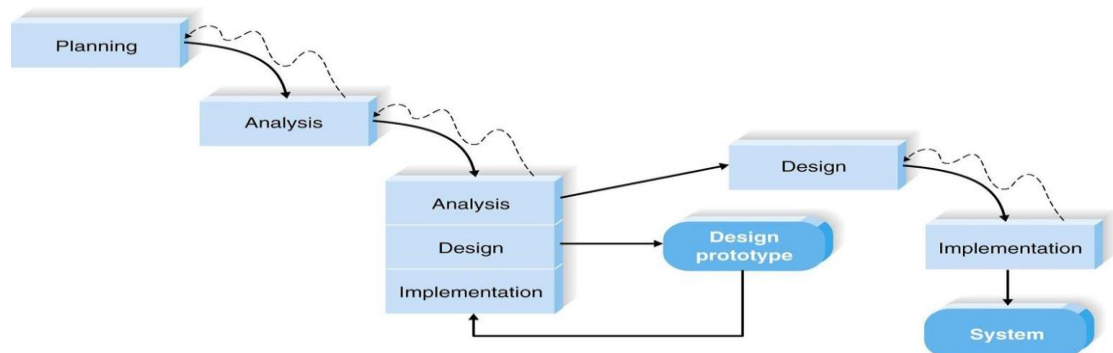 Planning
Analysis
Analysis
Design
Implementation
Design
prototype
Design
Implementation
System